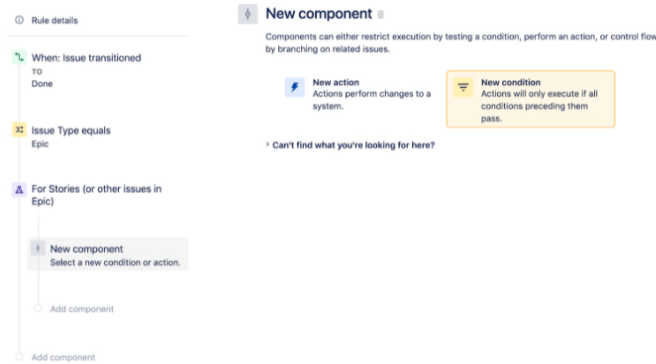 Rule details
When: Issue transitioned
TO
Done
Issue Type equals
Epic
For Stories (or other issues in
Epic)
New component
Select a new condition or action.
Add component
Add component
New component
Components can either restrict execution by testing a condition, perform an action, or control flow
by branching on related issues.
New action
Actions perform changes to a
system.
New condition
Actions will only execute if all
conditions preceding them
pass.
Can't find what you're looking for here?